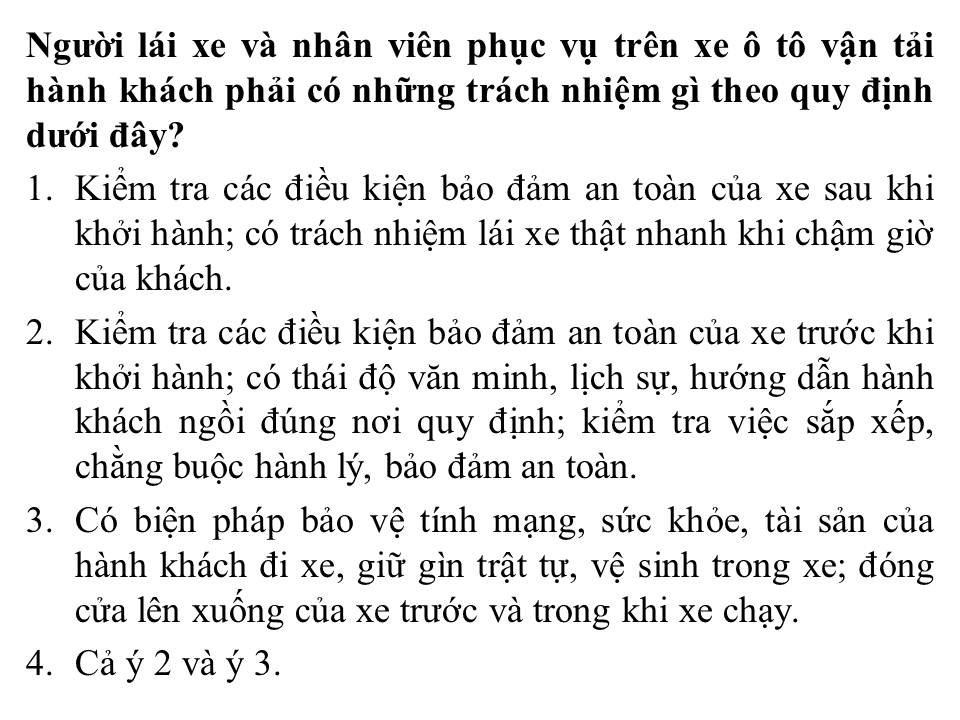 Người lái xe và nhân viên phục vụ trên xe ô tô vận tải
hành khách phải có những trách nhiệm gì theo quy định
dưới đây?
1. Kiểm tra các điều kiện bảo đảm an toàn của xe sau khi
khởi hành; có trách nhiệm lái xe thật nhanh khi chậm giờ
của khách.
2. Kiểm tra các điều kiện bảo đảm an toàn của xe trước khi
khởi hành; có thái độ văn minh, lịch sự, hướng dẫn hành
khách ngồi đúng nơi quy định; kiểm tra việc sắp xếp,
chằng buộc hành lý, bảo đảm an toàn.
3. Có biện pháp bảo vệ tính mạng, sức khỏe, tài sản của
hành khách đi xe, giữ gìn trật tự, vệ sinh trong xe; đóng
cửa lên xuống của xe trước và trong khi xe chạy.
4. Cả ý 2 và ý 3.